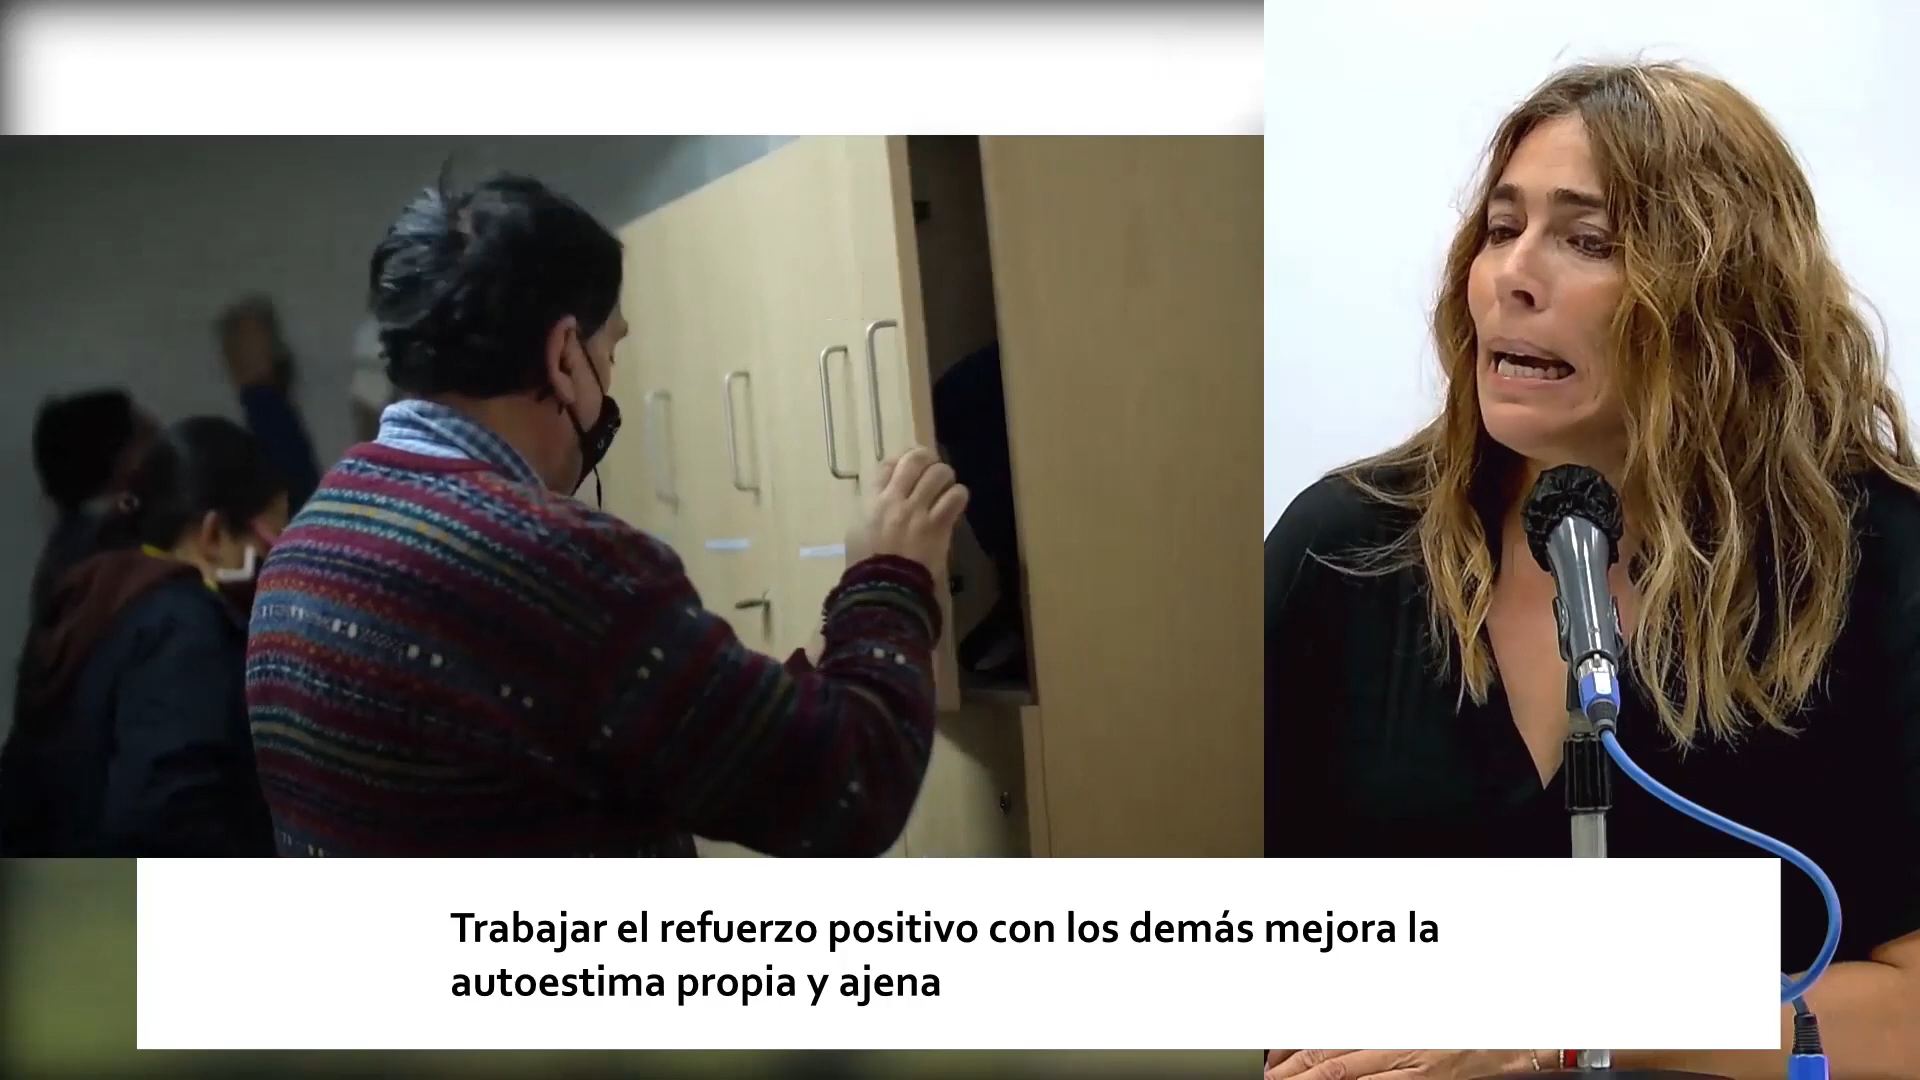 Trabajar el refuerzo positivo con los demás mejora la
autoestima propia y ajena